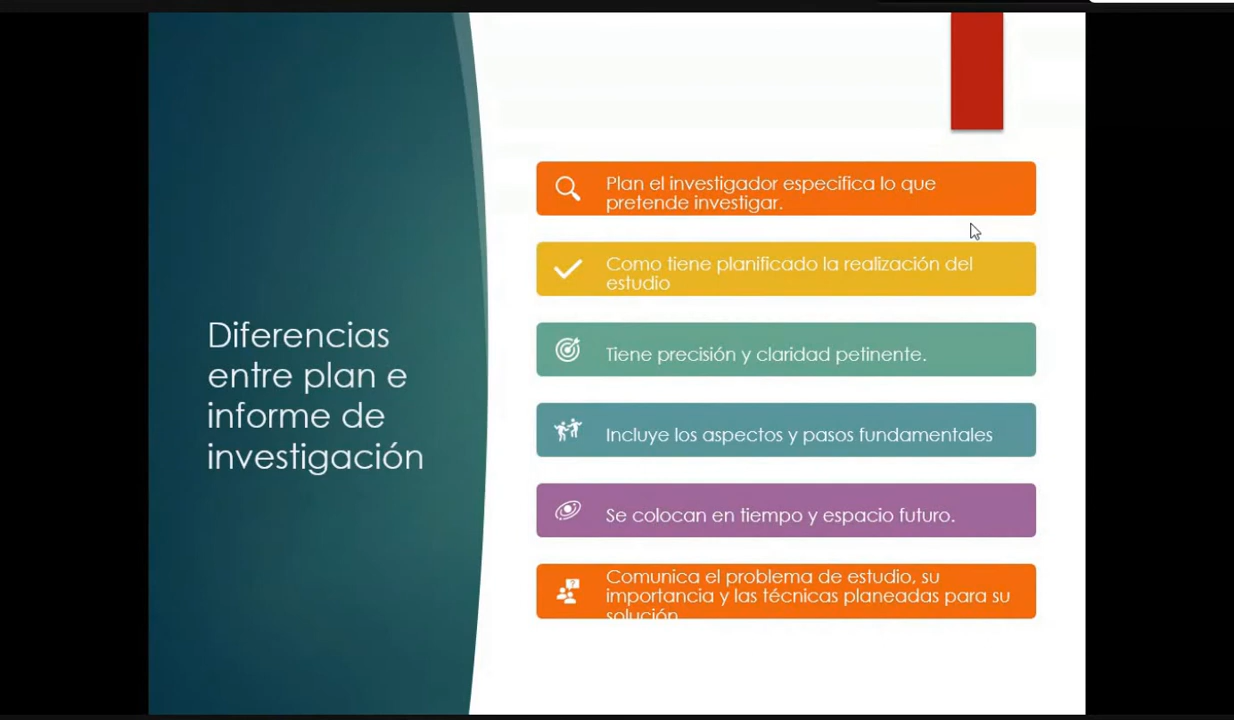 Diferencias
entre plan e
informe de
investigación
Plan el investigador especifica lo que
pretende investigar.
Como tiene planificado la realización del
estudio
Tiene precisión y claridad petinente.
Incluye los aspectos y pasos fundamentales
Se colocan en tiempo y espacio futuro.
Comunica el problema de estudio, su
importancia y las técnicas planeadas para su
solución